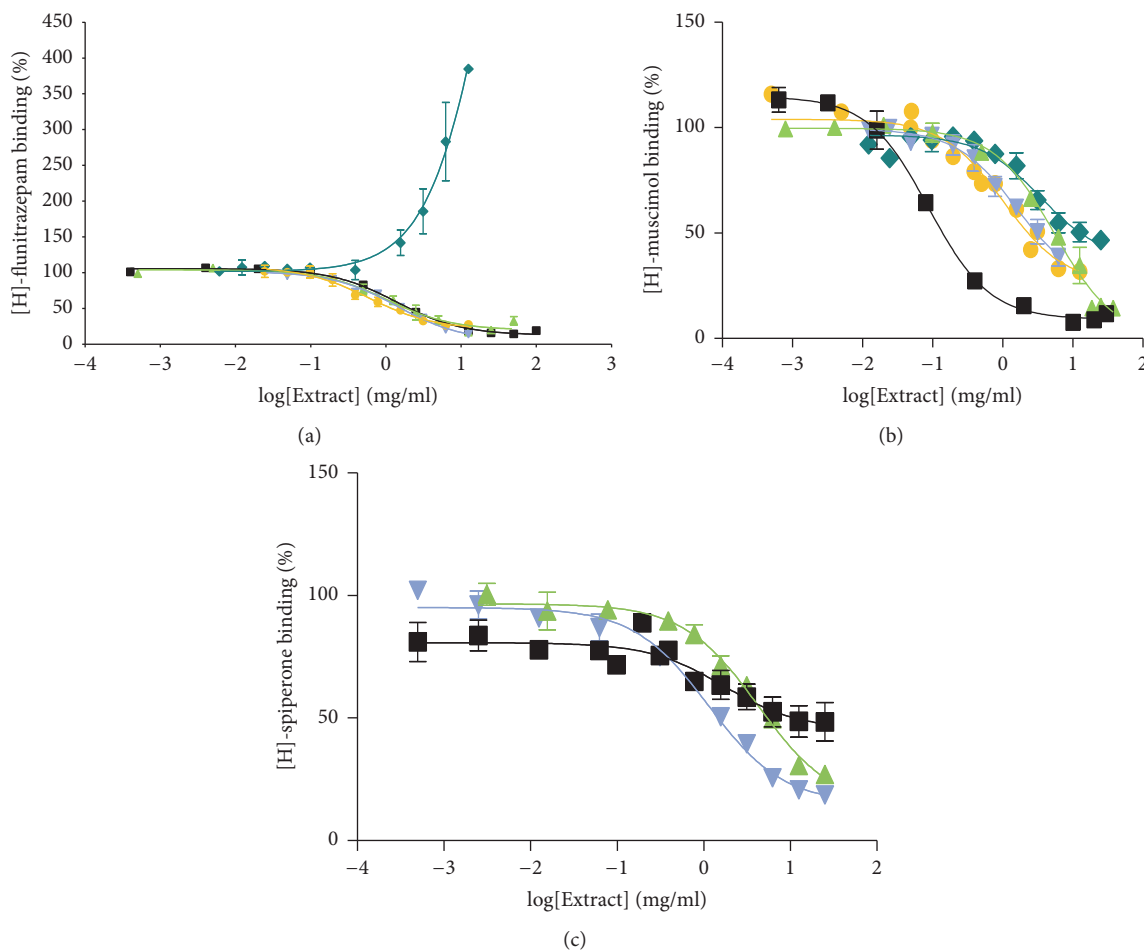 450
400
350
300
250
200
150
100
50
0
[H]-flunitrazepam binding (%)
−4 −3 −2 −1 0 1 2 3
log[Extract] (mg/ml)
(a)
150
100
50
0
[H]-muscimol binding (%)
−4 −3 −2 −1 0 1 2
log[Extract] (mg/ml)
(b)
150
100
50
0
[H]-spiperone binding (%)
−4 −3 −2 −1 0 1 2
log[Extract] (mg/ml)
(c)